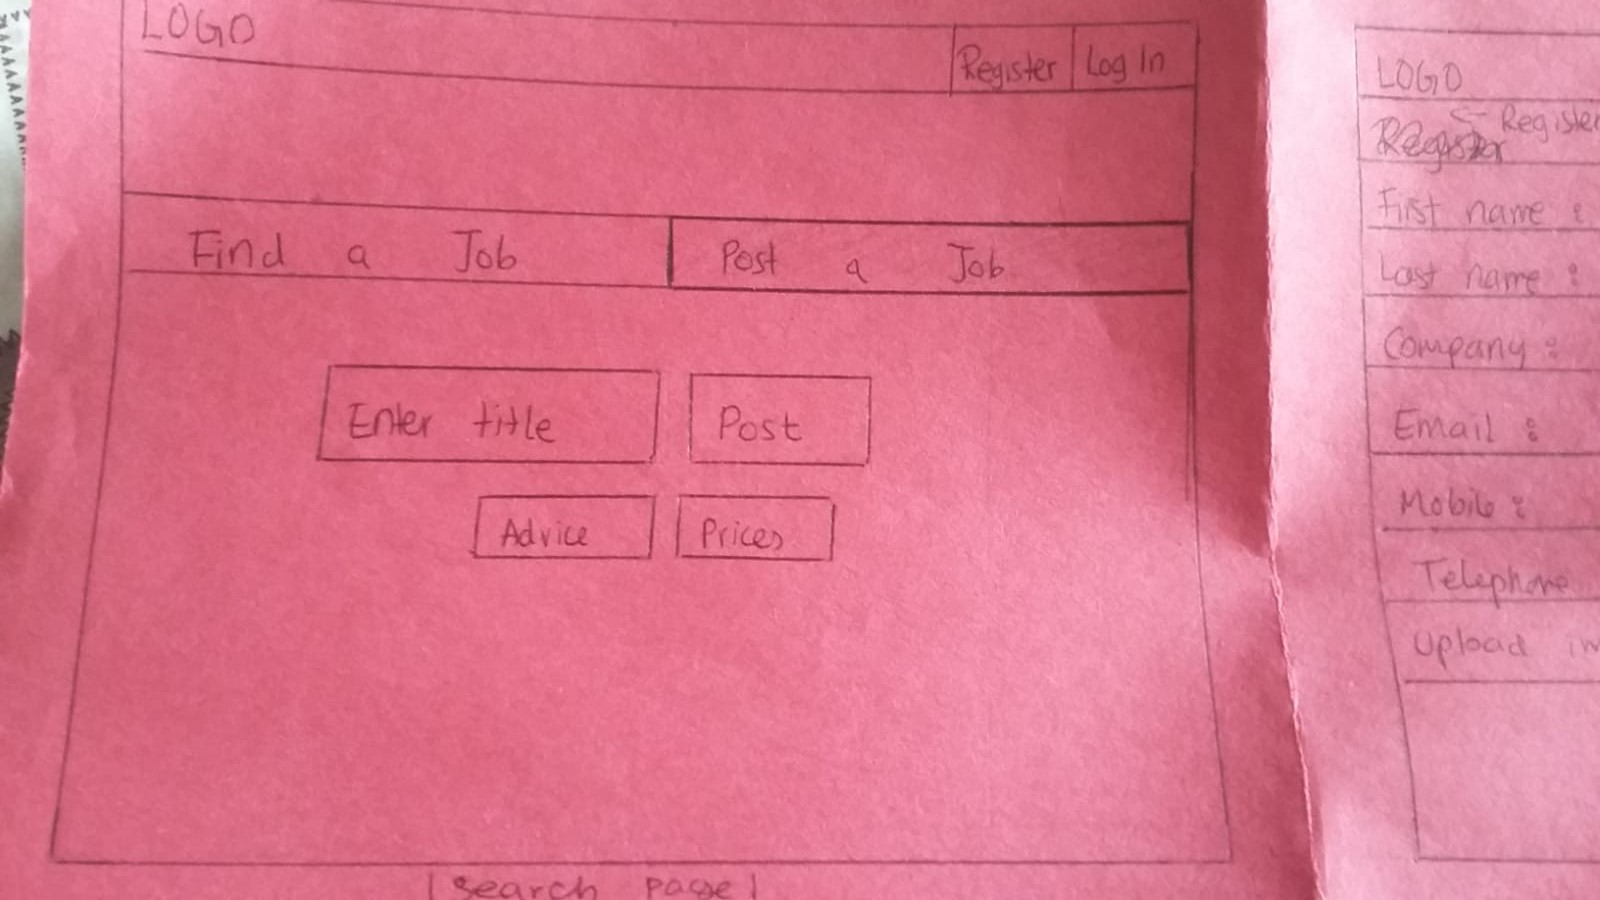 LOGO
Register
Log In
Find a Job
Post a Job
Enter title
Post
Advice
Prices
Search page
LOGO
Register
Register
First name :
Last name :
Company :
Email :
Mobile :
Telephone
Upload